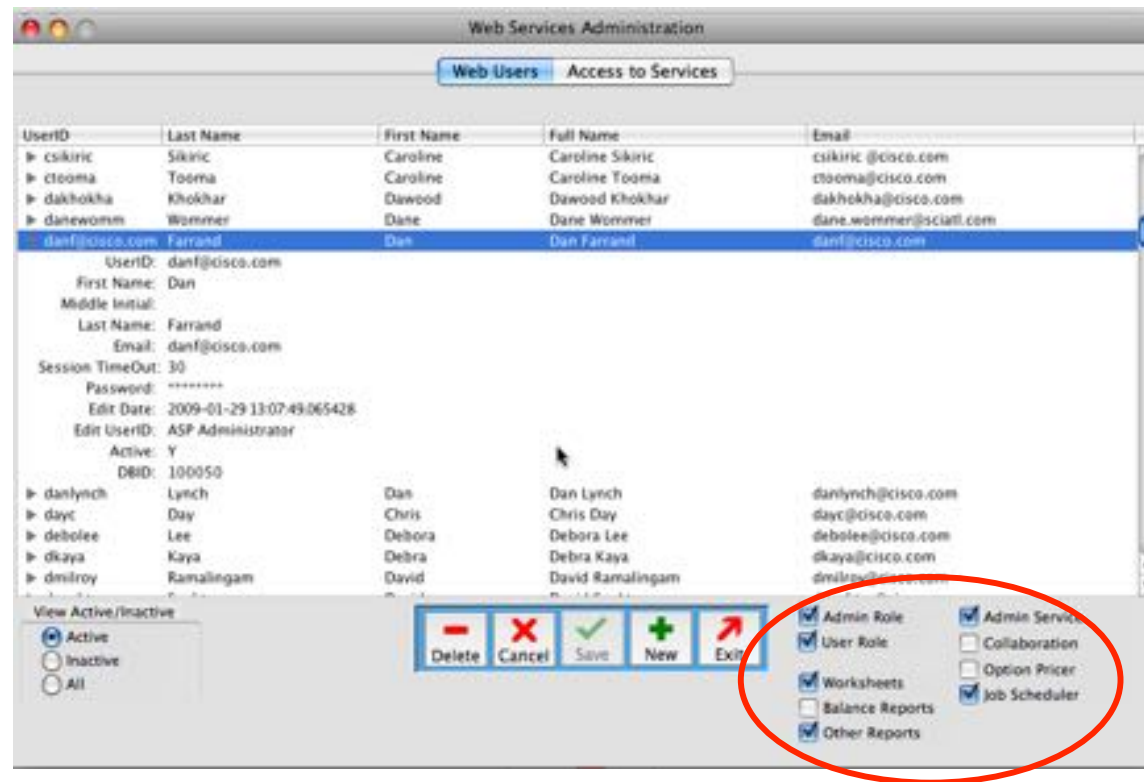 Web Services Administration
Web Users Access to Services
UserID Last Name First Name Full Name Email
csikiric Sikiric Caroline Caroline Sikiric csikiric @cisco.com
ctooma Tooma Caroline Caroline Tooma ctooma@cisco.com
dakhokha Khokhar Dawood Dawood Khokhar dakhokha@cisco.com
danewomm Wommer Dane Dane Wommer dane.wommer@sciatl.com
danf@cisco.com Farrand Dan Dan Farrand danf@cisco.com
UserID: danf@cisco.com
First Name: Dan
Middle Initial:
Last Name: Farrand
Email: danf@cisco.com
Session TimeOut: 30
Password: ********
Edit Date: 2009-01-29 13:07:49.065428
Edit UserID: ASP Administrator
Active: Y
DBID: 100050
danlynch Lynch Dan Dan Lynch danlynch@cisco.com
dayc Day Chris Chris Day dayc@cisco.com
debolee Lee Debora Debora Lee debolee@cisco.com
dkaya Kaya Debra Debra Kaya dkaya@cisco.com
dmilroy Ramalingam David David Ramalingam dmilroy@cisco.com
View Active/Inactive
Active
Inactive
All
Delete Cancel Save New Exit
Admin Role Admin Service
User Role Collaboration
Option Pricer
Worksheets Job Scheduler
Balance Reports
Other Reports